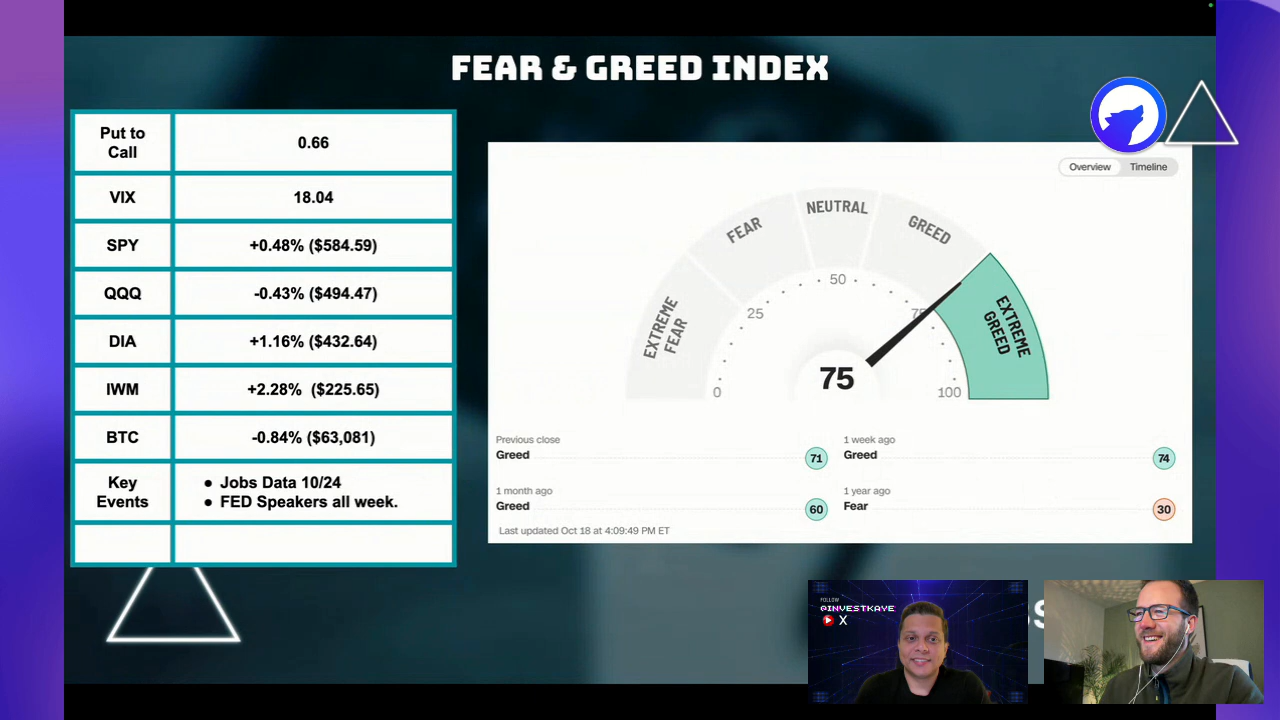 FEAR & GREED INDEX
Put to
Call
0.66
VIX
18.04
SPY
+0.48% ($584.59)
QQQ
-0.43% ($494.47)
DIA
+1.16% ($432.64)
IWM
+2.28% ($225.65)
BTC
-0.84% ($63,081)
Key
Events
● Jobs Data 10/24
● FED Speakers all week.
Overview
Timeline
EXTREME
FEAR
FEAR
NEUTRAL
GREED
EXTREME
GREED
0
25
50
75
100
75
Previous close
Greed
71
1 week ago
Greed
74
1 month ago
Greed
60
1 year ago
Fear
30
Last updated Oct 18 at 4:09:49 PM ET
FOLLOW
@INVESTKAYE
X